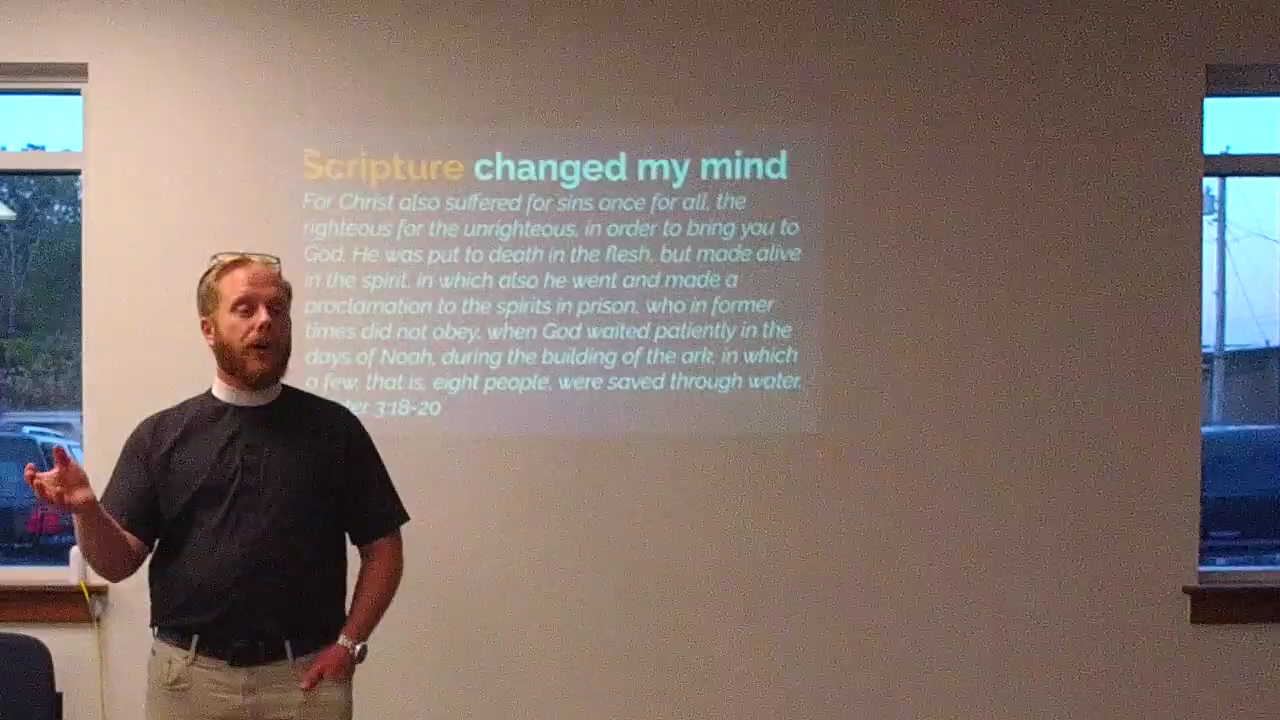 Scripture changed my mind
For Christ also suffered for sins once for all, the
righteous for the unrighteous, in order to bring you to
God. He was put to death in the flesh, but made alive
in the spirit, in which also he went and made a
proclamation to the spirits in prison, who in former
times did not obey, when God waited patiently in the
days of Noah, during the building of the ark, in which
a few, that is, eight people, were saved through water.
3:18-20